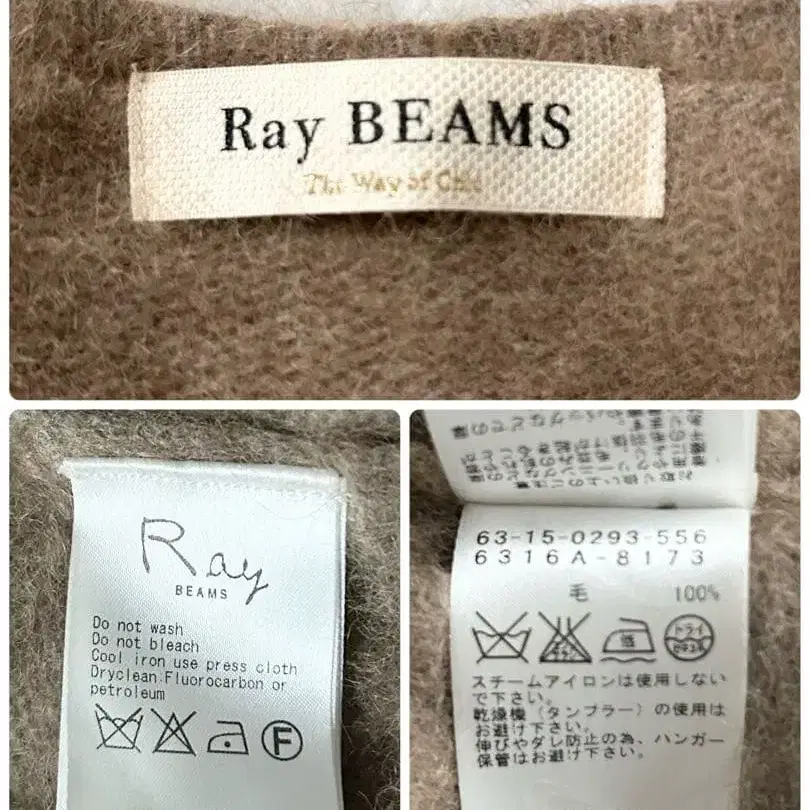 Ray BEAMS
The Way of
Ray
BEAMS
Do not wash
Do not bleach
Cool iron use press cloth
Dryclean:Fluorocarbon or
petroleum
F
63-15-0293-556
6316A-8173
毛 100%
ドライ
スチームアイロンは使用しない
で下さい。
乾燥機（タンブラー）の使用は
お避け下さい。
伸びやダレ防止の為、ハンガー
保管はお避け下さい。